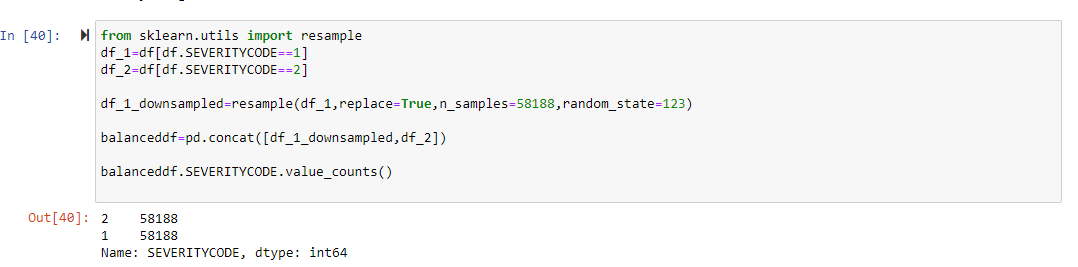 In [40]:
from sklearn.utils import resample
df_1=df[df.SEVERITYCODE==1]
df_2=df[df.SEVERITYCODE==2]
df_1_downsampled=resample(df_1,replace=True,n_samples=58188,random_state=123)
balanceddf=pd.concat([df_1_downsampled,df_2])
balanceddf.SEVERITYCODE.value_counts()
Out[40]:
2    58188
1    58188
Name: SEVERITYCODE, dtype: int64